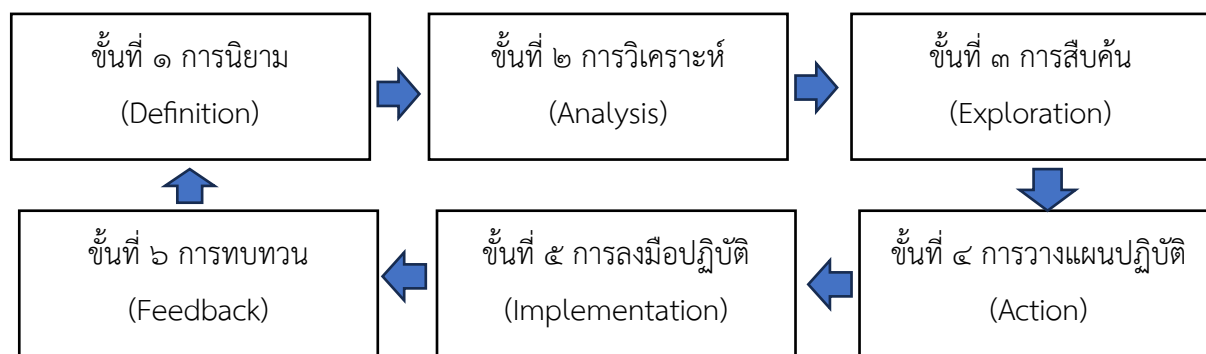 ขั้นที่ ๑ การนิยาม
(Definition)
ขั้นที่ ๒ การวิเคราะห์
(Analysis)
ขั้นที่ ๓ การสืบค้น
(Exploration)
ขั้นที่ ๔ การวางแผนปฏิบัติ
(Action)
ขั้นที่ ๕ การลงมือปฏิบัติ
(Implementation)
ขั้นที่ ๖ การทบทวน
(Feedback)